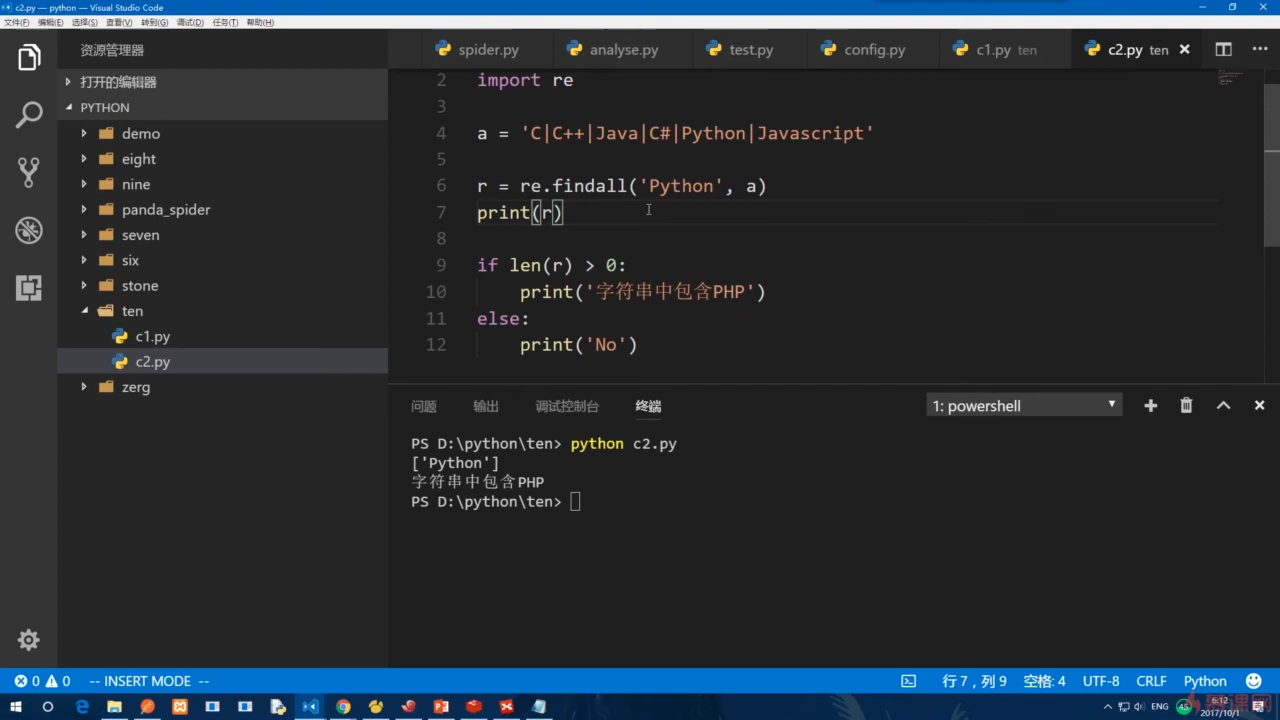 c2.py — python — Visual Studio Code
文件(F) 编辑(E) 选择(S) 查看(V) 转到(G) 调试(D) 任务(T) 帮助(H)
资源管理器
spider.py analyse.py test.py config.py c1.py ten c2.py ten
打开的编辑器
PYTHON
demo
eight
nine
panda_spider
seven
six
stone
ten
c1.py
c2.py
zerg
2 import re
3
4 a = 'C|C++|Java|C#|Python|Javascript'
5
6 r = re.findall('Python', a)
7 print(r)
8
9 if len(r) > 0:
10 print('字符串中包含PHP')
11 else:
12 print('No')
问题 输出 调试控制台 终端 1: powershell
PS D:\python\ten> python c2.py
['Python']
字符串中包含PHP
PS D:\python\ten>
0 0 -- INSERT MODE -- 行 7，列 9 空格: 4 UTF-8 CRLF Python
ENG 45 6:12
2017/10/1
慕课网